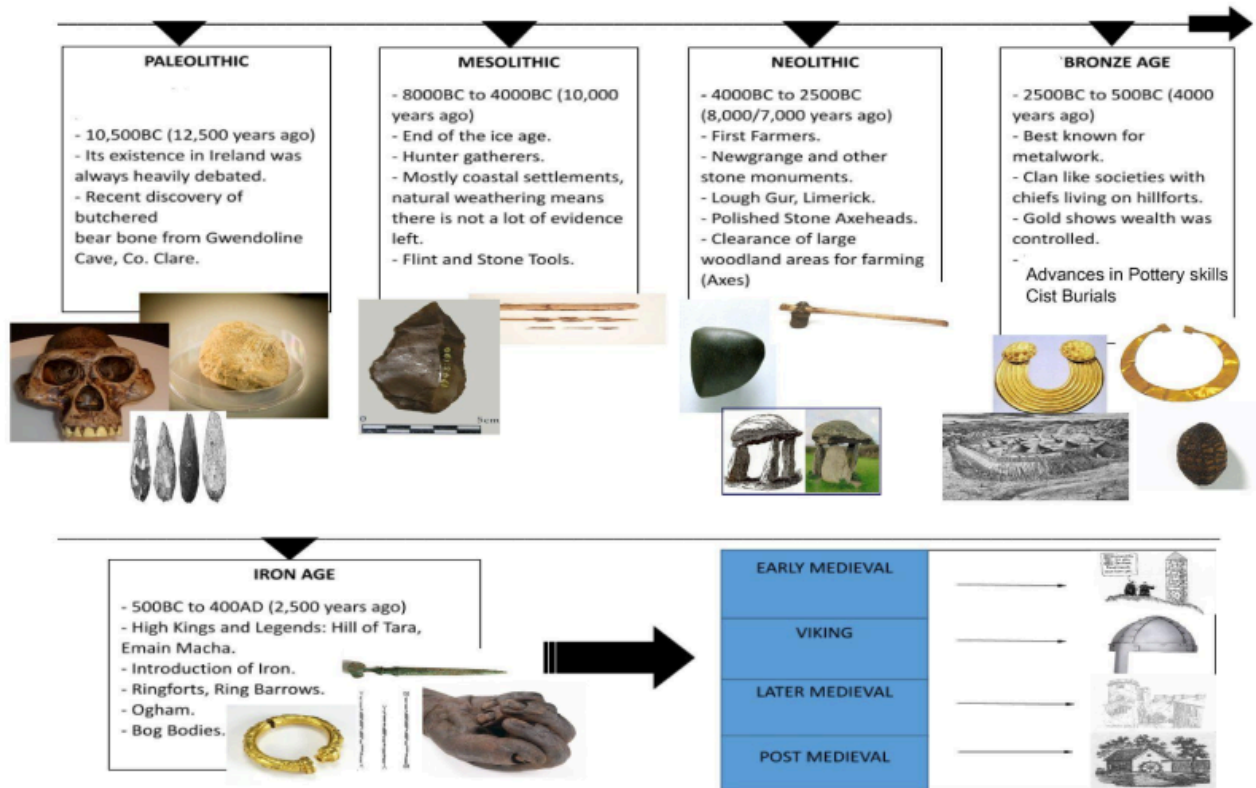 PALEOLITHIC
- 10,500BC (12,500 years ago)
- Its existence in Ireland was
always heavily debated.
- Recent discovery of
butchered
bear bone from Gwendoline
Cave, Co. Clare.
MESOLITHIC
- 8000BC to 4000BC (10,000
years ago)
- End of the ice age.
- Hunter gatherers.
- Mostly coastal settlements,
natural weathering means
there is not a lot of evidence
left.
- Flint and Stone Tools.
0 5cm
NEOLITHIC
- 4000BC to 2500BC
(8,000/7,000 years ago)
- First Farmers.
- Newgrange and other
stone monuments.
- Lough Gur, Limerick.
- Polished Stone Axeheads.
- Clearance of large
woodland areas for farming
(Axes)
BRONZE AGE
- 2500BC to 500BC (4000
years ago)
- Best known for
metalwork.
- Clan like societies with
chiefs living on hillforts.
- Gold shows wealth was
controlled.
-
Advances in Pottery skills
Cist Burials
IRON AGE
- 500BC to 400AD (2,500 years ago)
- High Kings and Legends: Hill of Tara,
Emain Macha.
- Introduction of Iron.
- Ringforts, Ring Barrows.
- Ogham.
- Bog Bodies.
EARLY MEDIEVAL
VIKING
LATER MEDIEVAL
POST MEDIEVAL